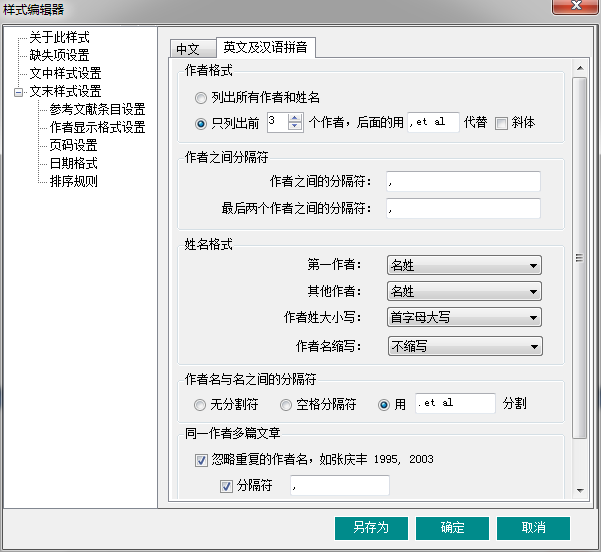 样式编辑器
关于此样式
缺失项设置
文中样式设置
文末样式设置
参考文献条目设置
作者显示格式设置
页码设置
日期格式
排序规则
中文
英文及汉语拼音
作者格式
列出所有作者和姓名
只列出前 3 个作者，后面的用 ,et al 代替 斜体
作者之间分隔符
作者之间的分隔符： ,
最后两个作者之间的分隔符： ,
姓名格式
第一作者： 名姓
其他作者： 名姓
作者姓大小写： 首字母大写
作者名缩写： 不缩写
作者名与名之间的分隔符
无分割符 空格分隔符 用 .et al 分割
同一作者多篇文章
忽略重复的作者名，如张庆丰 1995, 2003
分隔符 ,
另存为 确定 取消